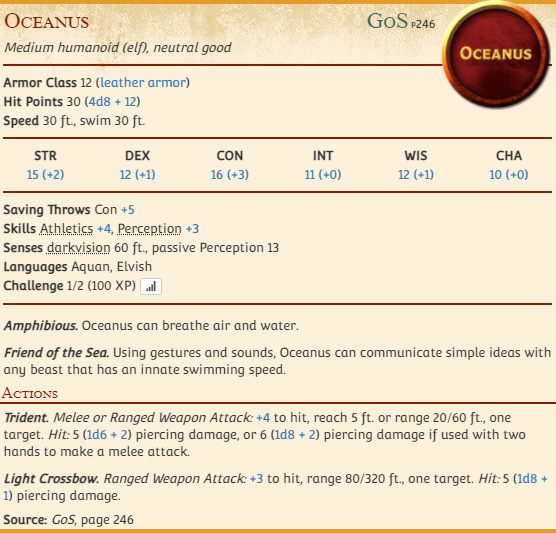 Oceanus
GoS p246
OCEANUS
Medium humanoid (elf), neutral good
Armor Class 12 (leather armor)
Hit Points 30 (4d8 + 12)
Speed 30 ft., swim 30 ft.
STR DEX CON INT WIS CHA
15 (+2) 12 (+1) 16 (+3) 11 (+0) 12 (+1) 10 (+0)
Saving Throws Con +5
Skills Athletics +4, Perception +3
Senses darkvision 60 ft., passive Perception 13
Languages Aquan, Elvish
Challenge 1/2 (100 XP)
Amphibious. Oceanus can breathe air and water.
Friend of the Sea. Using gestures and sounds, Oceanus can communicate simple ideas with
any beast that has an innate swimming speed.
Actions
Trident. Melee or Ranged Weapon Attack: +4 to hit, reach 5 ft. or range 20/60 ft., one
target. Hit: 5 (1d6 + 2) piercing damage, or 6 (1d8 + 2) piercing damage if used with two
hands to make a melee attack.
Light Crossbow. Ranged Weapon Attack: +3 to hit, range 80/320 ft., one target. Hit: 5 (1d8 +
1) piercing damage.
Source: GoS, page 246